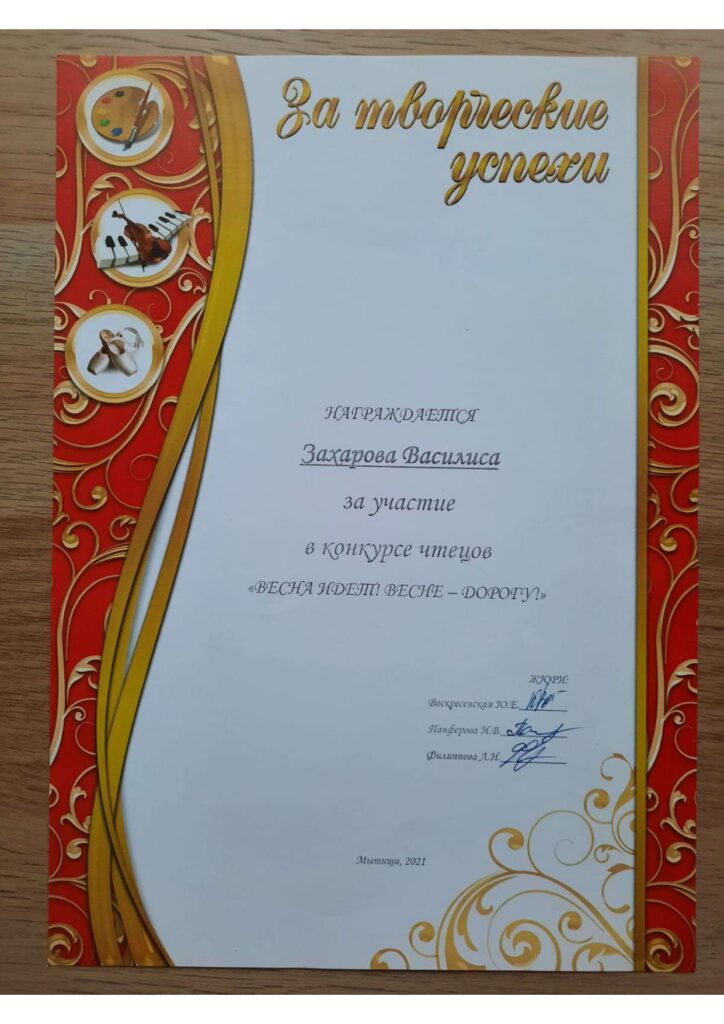 За творческие
успехи
НАГРАЖДАЕТСЯ
Захарова Василиса
за участие
в конкурсе чтецов
«ВЕСНА ИДЕТ! ВЕСНЕ – ДОРОГУ!»
ЖЮРИ:
Воскресенская Ю.Е.
Панферова И.В.
Филиппова Л.Н.
Мытищи, 2021